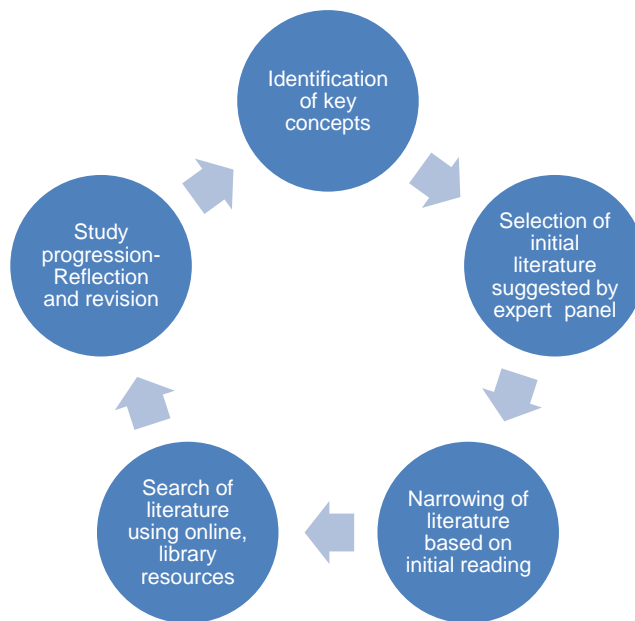 Identification
of key
concepts
Selection of
initial
literature
suggested by
expert panel
Narrowing of
literature
based on
initial reading
Search of
literature
using online,
library
resources
Study
progression-
Reflection
and revision